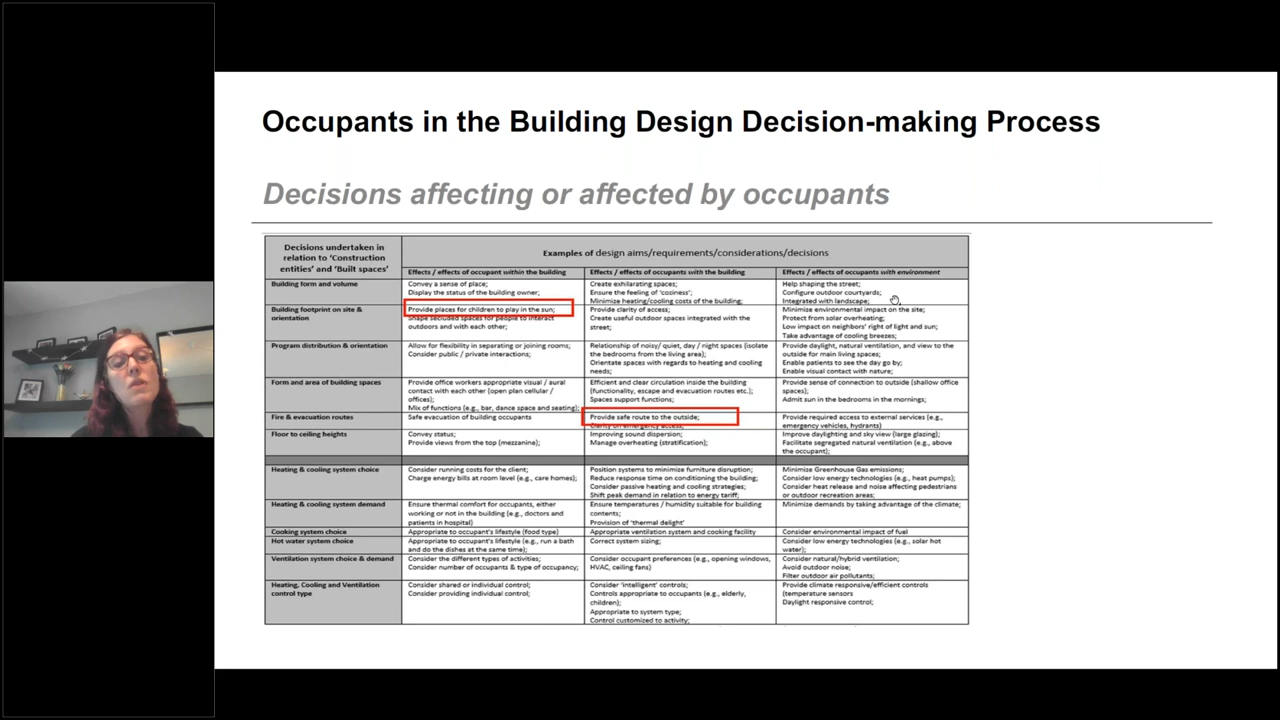 Occupants in the Building Design Decision-making Process
Decisions affecting or affected by occupants
Decisions undertaken in
relation to 'Construction
entities' and 'Built spaces'
Examples of design aims/requirements/considerations/decisions
Effects / effects of occupant within the building
Effects / effects of occupants with the building
Effects / effects of occupants with environment
Building form and volume
Convey a sense of place;
Display the status of the building owner;
Create exhilarating spaces;
Ensure the feeling of 'coziness';
Minimize heating/cooling costs of the building;
Help shaping the street;
Configure outdoor courtyards;
Integrated with landscape;
Building footprint on site &
orientation
Provide places for children to play in the sun;
Shape secluded spaces for people to interact
outdoors and with each other;
Provide clarity of access;
Create useful outdoor spaces integrated with the
street;
Minimize environmental impact on the site;
Protect from solar overheating;
Low impact on neighbors' right of light and sun;
Take advantage of cooling breezes;
Program distribution & orientation
Allow for flexibility in separating or joining rooms;
Consider public / private interactions;
Relationship of noisy/ quiet, day / night spaces (isolate
the bedrooms from the living area);
Orientate spaces with regards to heating and cooling
needs;
Provide daylight, natural ventilation, and view to the
outside for main living spaces;
Enable patients to see the day go by;
Enable visual contact with nature;
Form and area of building spaces
Provide office workers appropriate visual / aural
contact with each other (open plan cellular /
offices);
Mix of functions (e.g., bar, dance space and seating);
Efficient and clear circulation inside the building
(functionality, escape and evacuation routes etc.);
Spaces support functions;
Provide sense of connection to outside (shallow office
spaces);
Admit sun in the bedrooms in the mornings;
Fire & evacuation routes
Safe evacuation of building occupants
Provide safe route to the outside;
Clarity on emergency access;
Provide required access to external services (e.g.,
emergency vehicles, hydrants)
Floor to ceiling heights
Convey status;
Provide views from the top (mezzanine);
Improving sound dispersion;
Manage overheating (stratification);
Improve daylighting and sky view (large glazing);
Facilitate segregated natural ventilation (e.g., above
the occupant);
Heating & cooling system choice
Consider running costs for the client;
Charge energy bills at room level (e.g., care homes);
Position systems to minimize furniture disruption;
Reduce response time on conditioning the building;
Consider passive heating and cooling strategies;
Shift peak demand in relation to energy tariff;
Minimize Greenhouse Gas emissions;
Consider low energy technologies (e.g., heat pumps);
Consider heat release and noise affecting pedestrians
or outdoor recreation areas;
Heating & cooling system demand
Ensure thermal comfort for occupants, either
working or not in the building (e.g., doctors and
patients in hospital)
Ensure temperatures / humidity suitable for building
contents;
Provision of 'thermal delight'
Minimize demands by taking advantage of the climate;
Cooking system choice
Appropriate to occupant's lifestyle (food type)
Appropriate ventilation system and cooking facility
Consider environmental impact of fuel
Hot water system choice
Appropriate to occupant's lifestyle (e.g., run a bath
and do the dishes at the same time);
Correct system sizing;
Consider low energy technologies (e.g., solar hot
water);
Ventilation system choice & demand
Consider the different types of activities;
Consider number of occupants & type of occupancy;
Consider occupant preferences (e.g., opening windows,
HVAC, ceiling fans)
Consider natural/hybrid ventilation;
Avoid outdoor noise;
Filter outdoor air pollutants;
Heating, Cooling and Ventilation
control type
Consider shared or individual control;
Consider providing individual control;
Consider 'intelligent' controls;
Controls appropriate to occupants (e.g., elderly,
children);
Appropriate to system type;
Control customized to activity;
Provide climate responsive/efficient controls
(temperature sensors
Daylight responsive control;